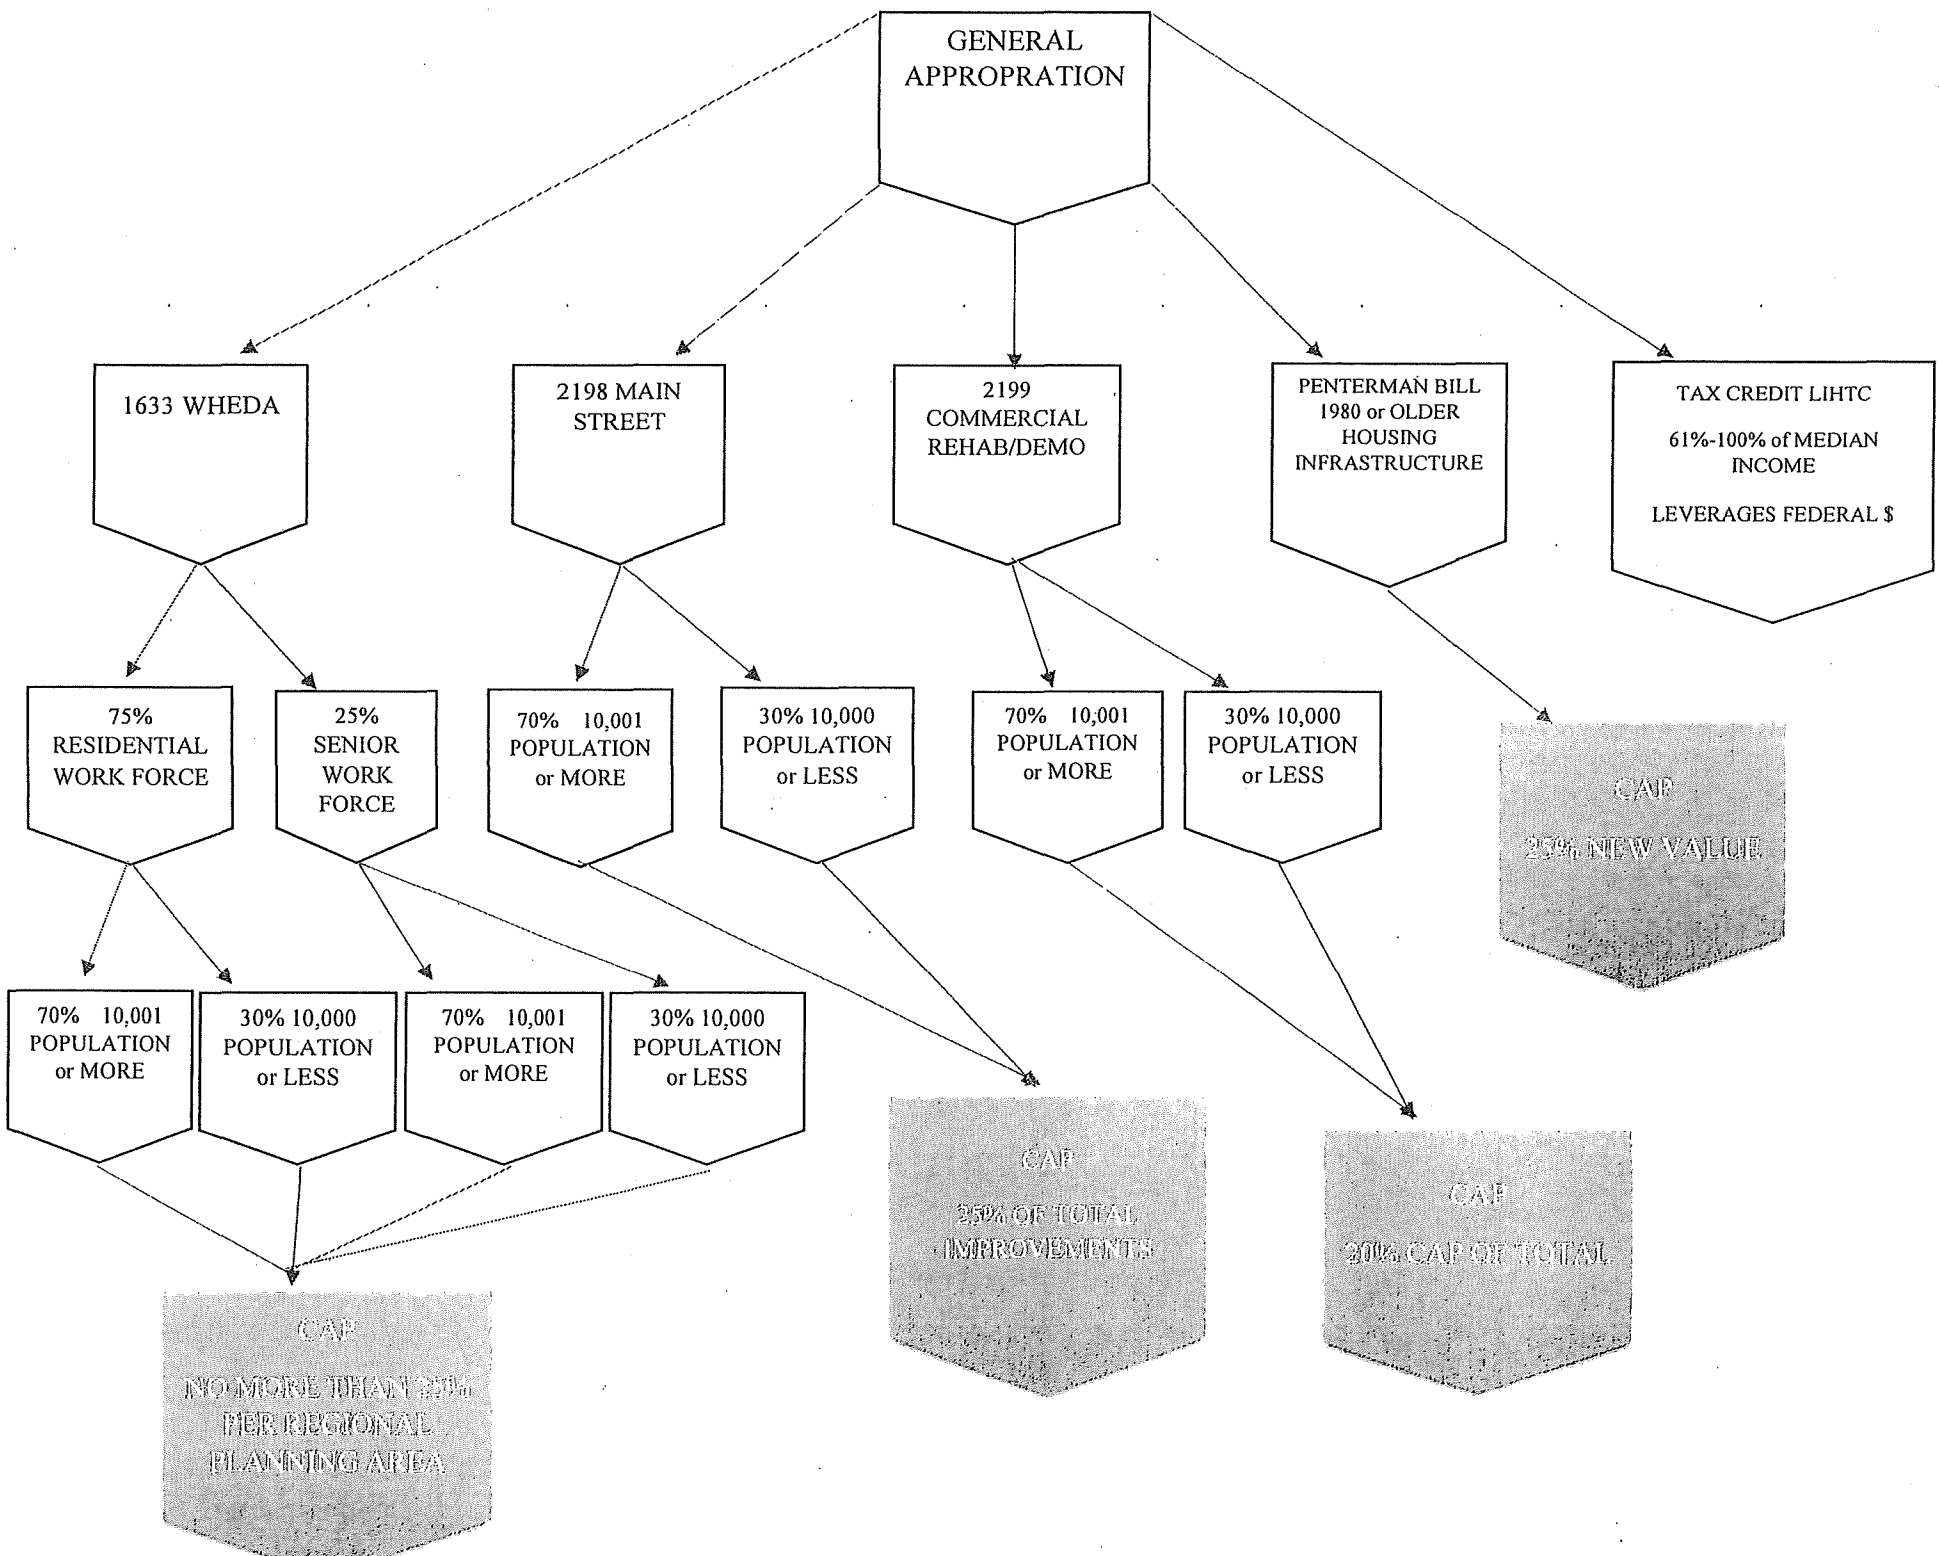 GENERAL
APPROPRATION
1633 WHEDA
2198 MAIN
STREET
2199
COMMERCIAL
REHAB/DEMO
PENTERMAN BILL
1980 or OLDER
HOUSING
INFRASTRUCTURE
TAX CREDIT LIHTC
61%-100% of MEDIAN
INCOME
LEVERAGES FEDERAL $
75%
RESIDENTIAL
WORK FORCE
25%
SENIOR
WORK
FORCE
70% 10,001
POPULATION
or MORE
30% 10,000
POPULATION
or LESS
70% 10,001
POPULATION
or MORE
30% 10,000
POPULATION
or LESS
CAP
25% NEW VALUE
70% 10,001
POPULATION
or MORE
30% 10,000
POPULATION
or LESS
70% 10,001
POPULATION
or MORE
30% 10,000
POPULATION
or LESS
CAP
25% OF TOTAL
IMPROVEMENTS
CAP
20% CAP OF TOTAL
CAP
NO MORE THAN 25%
PER REGIONAL
PLANNING AREA